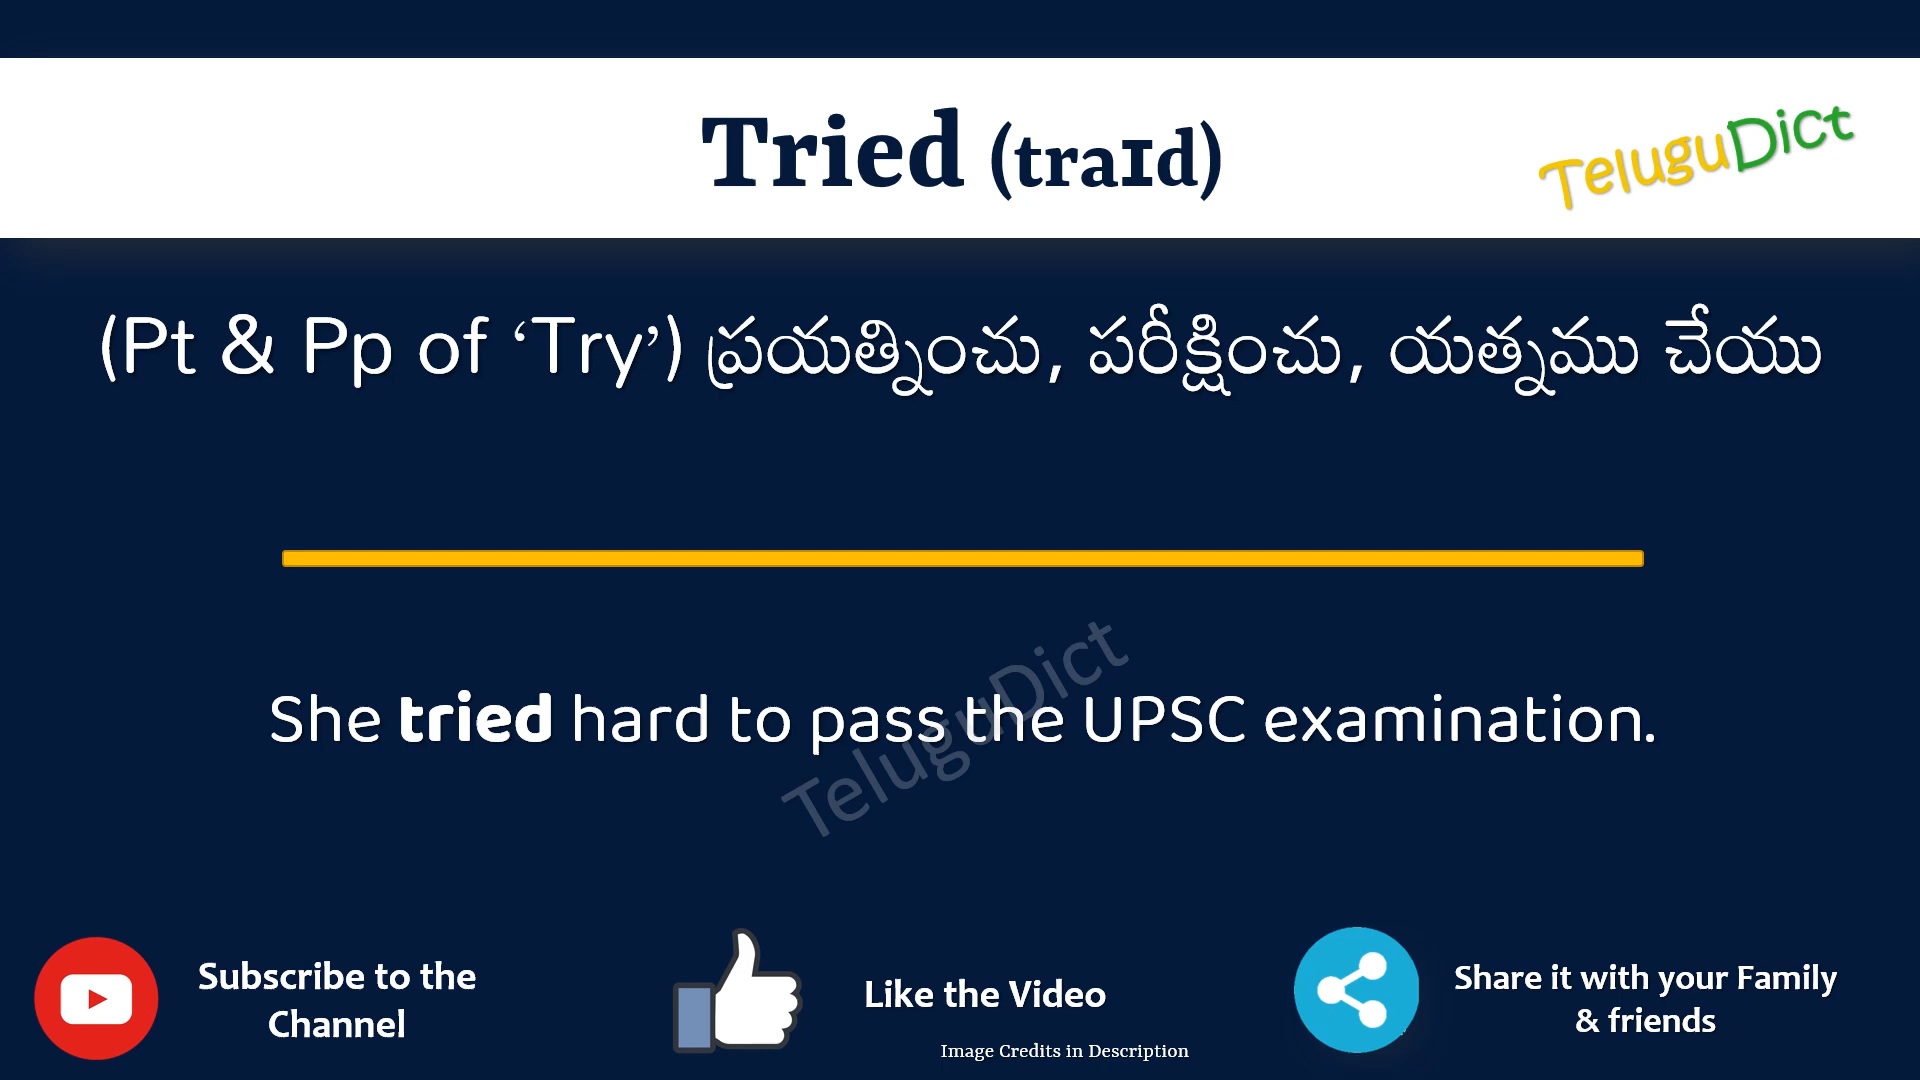 Tried (traɪd)
TeluguDict
(Pt & Pp of ‘Try’) ప్రయత్నించు, పరీక్షించు, యత్నము చేయు
She tried hard to pass the UPSC examination.
TeluguDict
Subscribe to the
Channel
Like the Video
Share it with your Family
& friends
Image Credits in Description